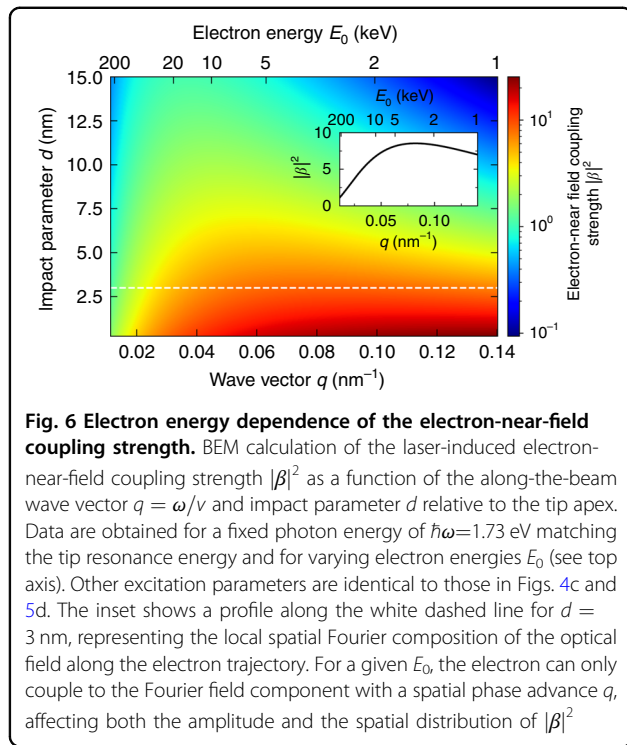 Electron energy E₀ (keV)
200 20 10 5 2 1
15.0
12.5
10.0
7.5
5.0
2.5
Impact parameter d (nm)
E₀ (keV)
200 10 5 2 1
10
5
0
|β|²
0.05 0.10
q (nm⁻¹)
0.02 0.04 0.06 0.08 0.10 0.12 0.14
Wave vector q (nm⁻¹)
10¹
10⁰
10⁻¹
Electron-near field coupling
strength |β|²
Fig. 6 Electron energy dependence of the electron-near-field
coupling strength. BEM calculation of the laser-induced electron-
near-field coupling strength |β|² as a function of the along-the-beam
wave vector q = ω/v and impact parameter d relative to the tip apex.
Data are obtained for a fixed photon energy of ℏω=1.73 eV matching
the tip resonance energy and for varying electron energies E₀ (see top
axis). Other excitation parameters are identical to those in Figs. 4c and
5d. The inset shows a profile along the white dashed line for d =
3 nm, representing the local spatial Fourier composition of the optical
field along the electron trajectory. For a given E₀, the electron can only
couple to the Fourier field component with a spatial phase advance q,
affecting both the amplitude and the spatial distribution of |β|²